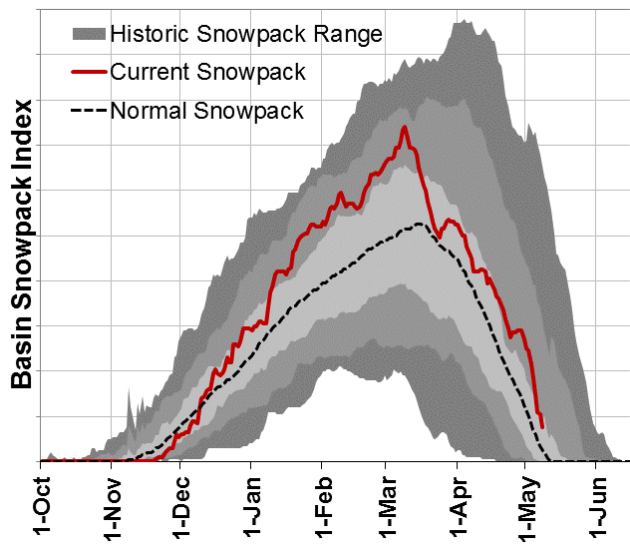 Historic Snowpack Range
Current Snowpack
Normal Snowpack
Basin Snowpack Index
1-Oct
1-Nov
1-Dec
1-Jan
1-Feb
1-Mar
1-Apr
1-May
1-Jun